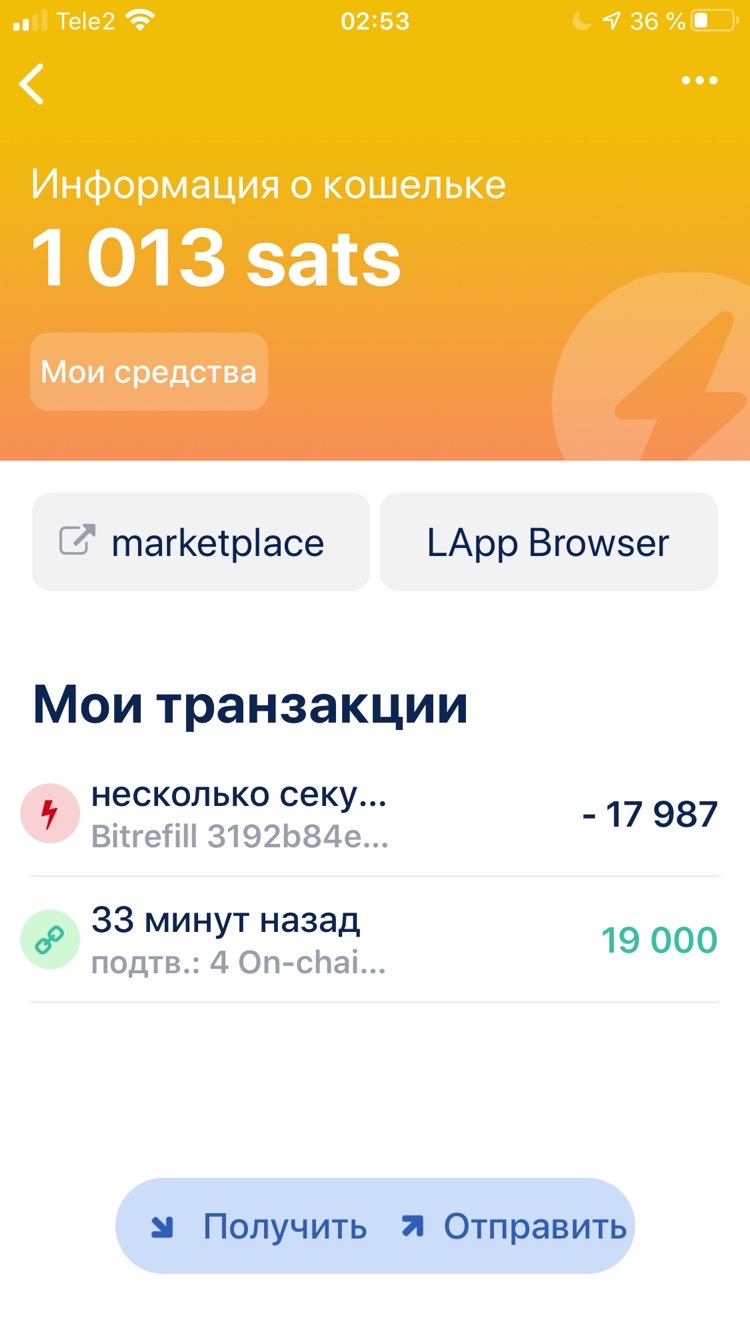 Tele2 02:53 36 %
Информация о кошельке
1 013 sats
Мои средства
marketplace LApp Browser
Мои транзакции
несколько секу... - 17 987
Bitrefill 3192b84e...
33 минут назад 19 000
подтв.: 4 On-chai...
Получить Отправить